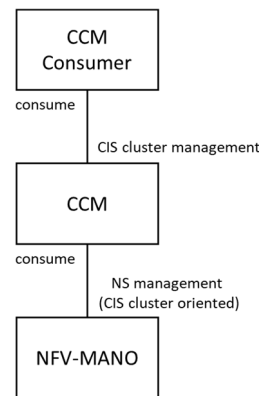 CCM
Consumer
consume
CIS cluster management
CCM
consume
NS management
(CIS cluster oriented)
NFV-MANO